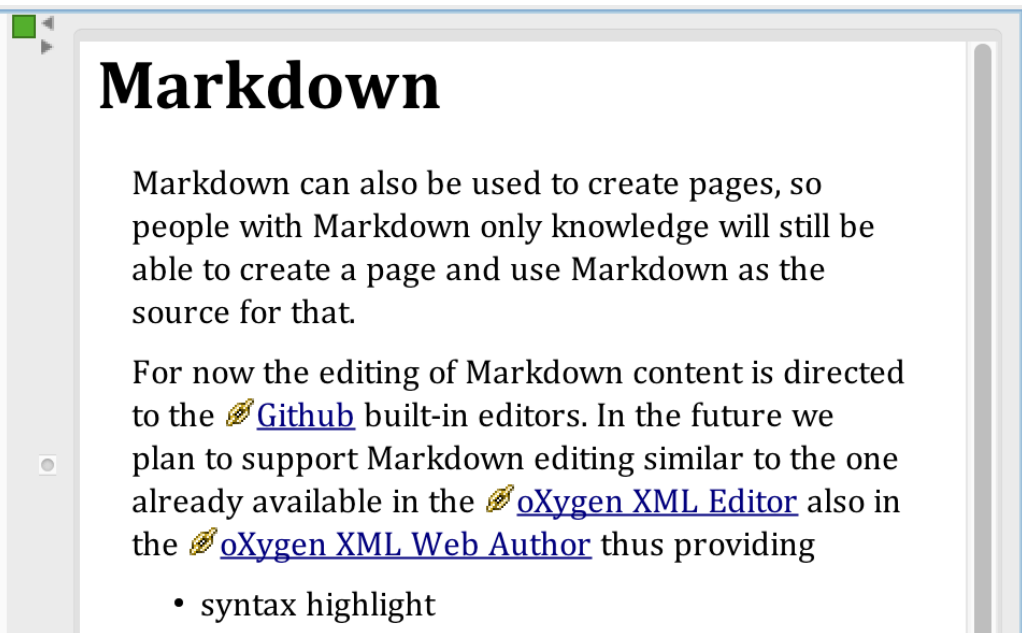 Markdown
Markdown can also be used to create pages, so
people with Markdown only knowledge will still be
able to create a page and use Markdown as the
source for that.
For now the editing of Markdown content is directed
to the Github built-in editors. In the future we
plan to support Markdown editing similar to the one
already available in the oXygen XML Editor also in
the oXygen XML Web Author thus providing
• syntax highlight